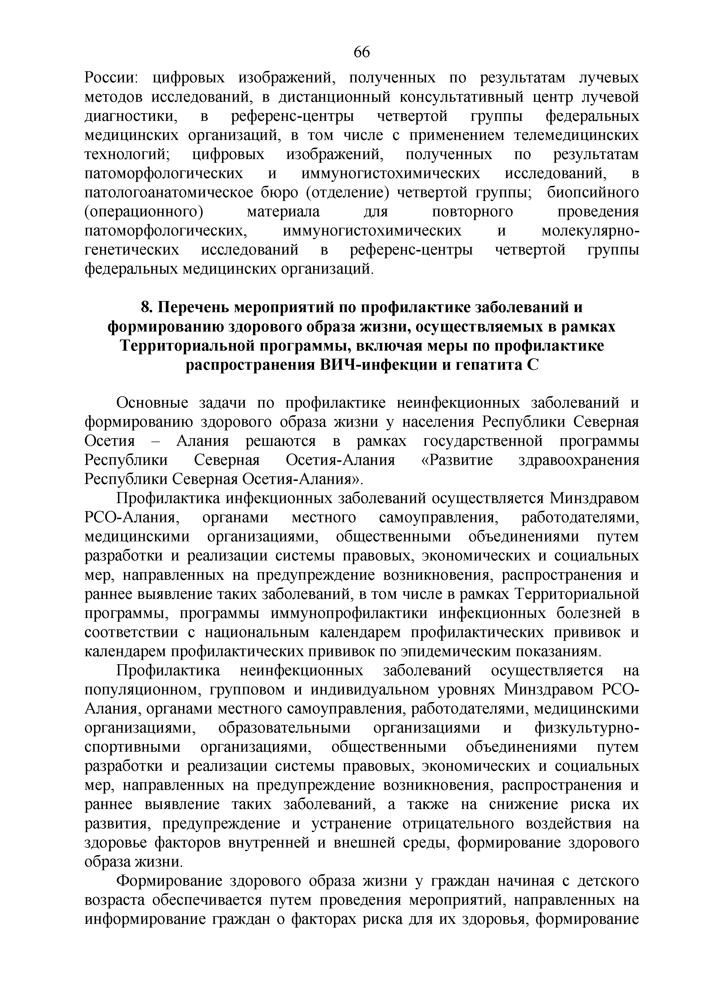 66
России: цифровых изображений, полученных по результатам лучевых
методов исследований, в дистанционный консультативный центр лучевой
диагностики, в референс-центры четвертой группы федеральных
медицинских организаций, в том числе с применением телемедицинских
технологий; цифровых изображений, полученных по результатам
патоморфологических и иммуногистохимических исследований, в
патологоанатомическое бюро (отделение) четвертой группы; биопсийного
(операционного) материала для повторного проведения
патоморфологических, иммуногистохимических и молекулярно-
генетических исследований в референс-центры четвертой группы
федеральных медицинских организаций.
8. Перечень мероприятий по профилактике заболеваний и
формированию здорового образа жизни, осуществляемых в рамках
Территориальной программы, включая меры по профилактике
распространения ВИЧ-инфекции и гепатита С
Основные задачи по профилактике неинфекционных заболеваний и
формированию здорового образа жизни у населения Республики Северная
Осетия – Алания решаются в рамках государственной программы
Республики Северная Осетия-Алания «Развитие здравоохранения
Республики Северная Осетия-Алания».
Профилактика инфекционных заболеваний осуществляется Минздравом
РСО-Алания, органами местного самоуправления, работодателями,
медицинскими организациями, общественными объединениями путем
разработки и реализации системы правовых, экономических и социальных
мер, направленных на предупреждение возникновения, распространения и
раннее выявление таких заболеваний, в том числе в рамках Территориальной
программы, программы иммунопрофилактики инфекционных болезней в
соответствии с национальным календарем профилактических прививок и
календарем профилактических прививок по эпидемическим показаниям.
Профилактика неинфекционных заболеваний осуществляется на
популяционном, групповом и индивидуальном уровнях Минздравом РСО-
Алания, органами местного самоуправления, работодателями, медицинскими
организациями, образовательными организациями и физкультурно-
спортивными организациями, общественными объединениями путем
разработки и реализации системы правовых, экономических и социальных
мер, направленных на предупреждение возникновения, распространения и
раннее выявление таких заболеваний, а также на снижение риска их
развития, предупреждение и устранение отрицательного воздействия на
здоровье факторов внутренней и внешней среды, формирование здорового
образа жизни.
Формирование здорового образа жизни у граждан начиная с детского
возраста обеспечивается путем проведения мероприятий, направленных на
информирование граждан о факторах риска для их здоровья, формирование